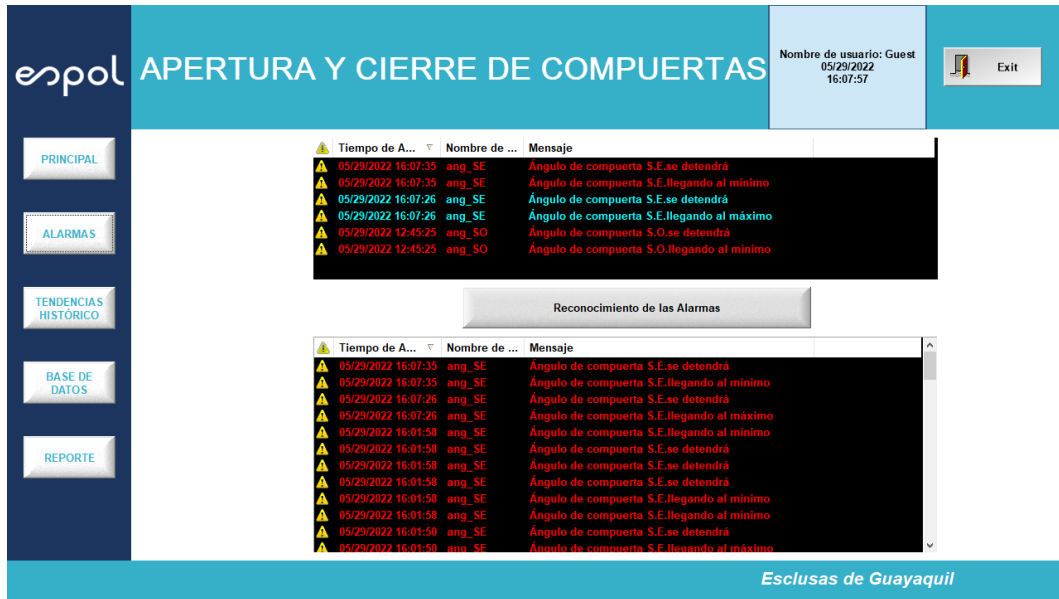 espol
APERTURA Y CIERRE DE COMPUERTAS
Nombre de usuario: Guest
05/29/2022
16:07:57
Exit
PRINCIPAL
ALARMAS
TENDENCIAS
HISTÓRICO
BASE DE
DATOS
REPORTE
Tiempo de A... Nombre de ... Mensaje
05/29/2022 16:07:35 ang_SE Ángulo de compuerta S.E.se detendrá
05/29/2022 16:07:35 ang_SE Ángulo de compuerta S.E.llegando al mínimo
05/29/2022 16:07:26 ang_SE Ángulo de compuerta S.E.se detendrá
05/29/2022 16:07:26 ang_SE Ángulo de compuerta S.E.llegando al máximo
05/29/2022 12:45:25 ang_SO Ángulo de compuerta S.O.se detendrá
05/29/2022 12:45:25 ang_SO Ángulo de compuerta S.O.llegando al mínimo
Reconocimiento de las Alarmas
Tiempo de A... Nombre de ... Mensaje
05/29/2022 16:07:35 ang_SE Ángulo de compuerta S.E.se detendrá
05/29/2022 16:07:35 ang_SE Ángulo de compuerta S.E.llegando al mínimo
05/29/2022 16:07:26 ang_SE Ángulo de compuerta S.E.se detendrá
05/29/2022 16:07:26 ang_SE Ángulo de compuerta S.E.llegando al máximo
05/29/2022 16:01:58 ang_SE Ángulo de compuerta S.E.llegando al mínimo
05/29/2022 16:01:58 ang_SE Ángulo de compuerta S.E.se detendrá
05/29/2022 16:01:58 ang_SE Ángulo de compuerta S.E.se detendrá
05/29/2022 16:01:58 ang_SE Ángulo de compuerta S.E.se detendrá
05/29/2022 16:01:58 ang_SE Ángulo de compuerta S.E.llegando al mínimo
05/29/2022 16:01:58 ang_SE Ángulo de compuerta S.E.llegando al mínimo
05/29/2022 16:01:50 ang_SE Ángulo de compuerta S.E.se detendrá
05/29/2022 16:01:50 ang_SE Ángulo de compuerta S.E.llegando al máximo
Esclusas de Guayaquil